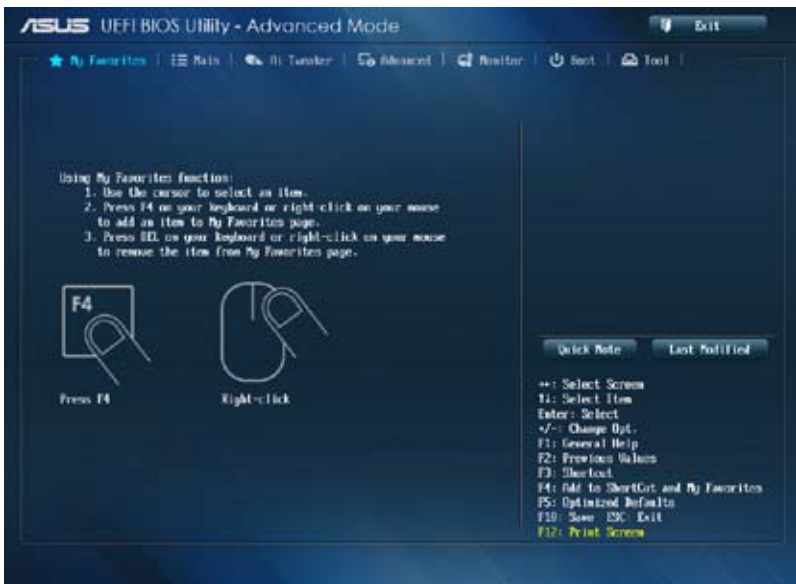 ASUS UEFI BIOS Utility - Advanced Mode
Exit
My Favorites
Main
Ai Tweaker
Advanced
Monitor
Boot
Tool
Using My Favorites function:
1. Use the cursor to select an item.
2. Press F4 on your keyboard or right-click on your mouse
to add an item to My Favorites page.
3. Press DEL on your keyboard or right-click on your mouse
to remove the item from My Favorites page.
F4
Press F4
Right-click
Quick Note
Last Modified
→←: Select Screen
↑↓: Select Item
Enter: Select
+/-: Change Opt.
F1: General Help
F2: Previous Values
F3: Shortcut
F4: Add to ShortCut and My Favorites
F5: Optimized Defaults
F10: Save ESC: Exit
F12: Print Screen